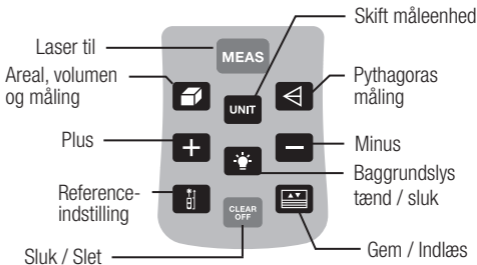 Skift måleenhed
Laser til
MEAS
Areal, volumen
og måling
UNIT
Pythagoras
måling
Plus
Minus
Baggrundslys
tænd / sluk
Reference-
indstilling
CLEAR
OFF
Gem / Indlæs
Sluk / Slet